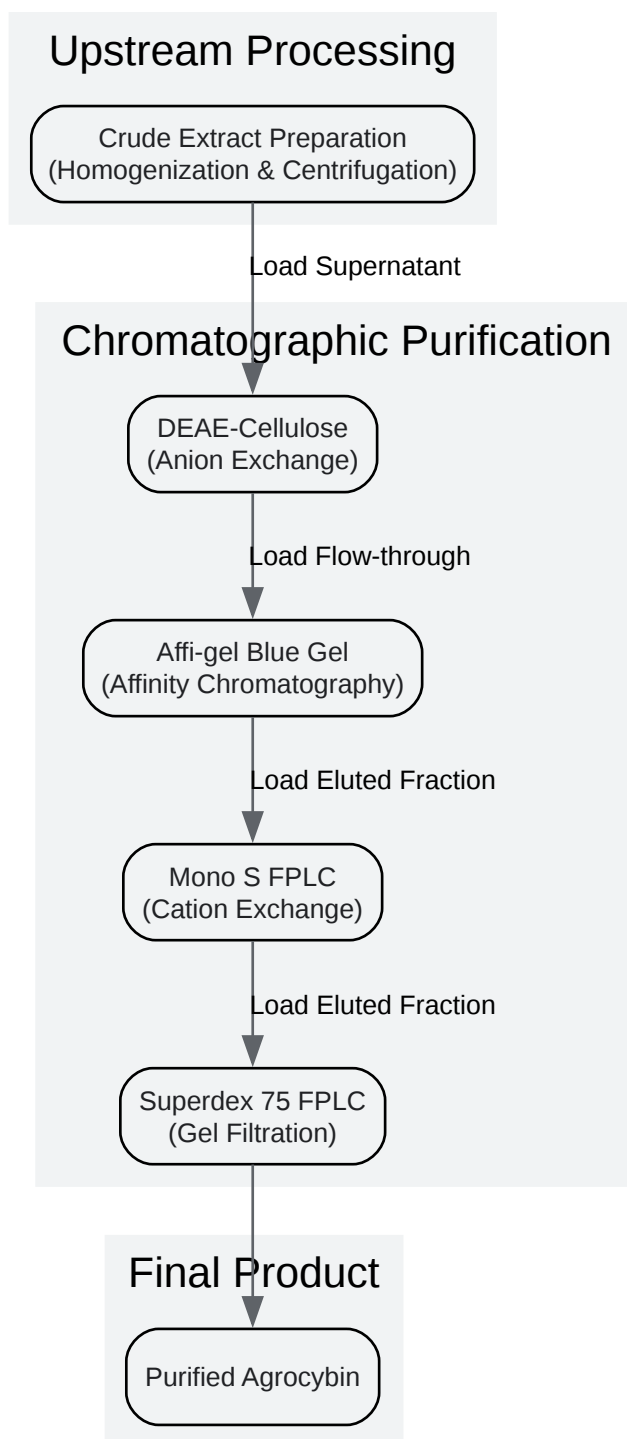 Upstream Processing
Crude Extract Preparation
(Homogenization & Centrifugation)
Load Supernatant
Chromatographic Purification
DEAE-Cellulose
(Anion Exchange)
Load Flow-through
Affi-gel Blue Gel
(Affinity Chromatography)
Load Eluted Fraction
Mono S FPLC
(Cation Exchange)
Load Eluted Fraction
Superdex 75 FPLC
(Gel Filtration)
Final Product
Purified Agrocybin